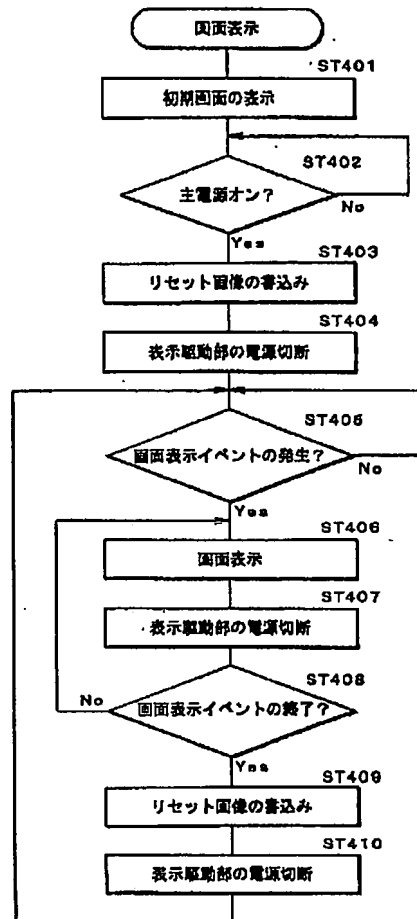 画面表示
ST401
初期画面の表示
ST402
主電源オン?
No
Yes
ST403
リセット画像の書込み
ST404
表示駆動部の電源切断
ST405
画面表示イベントの発生?
No
Yes
ST406
画面表示
ST407
表示駆動部の電源切断
ST408
画面表示イベントの終了?
No
Yes
ST409
リセット画像の書込み
ST410
表示駆動部の電源切断